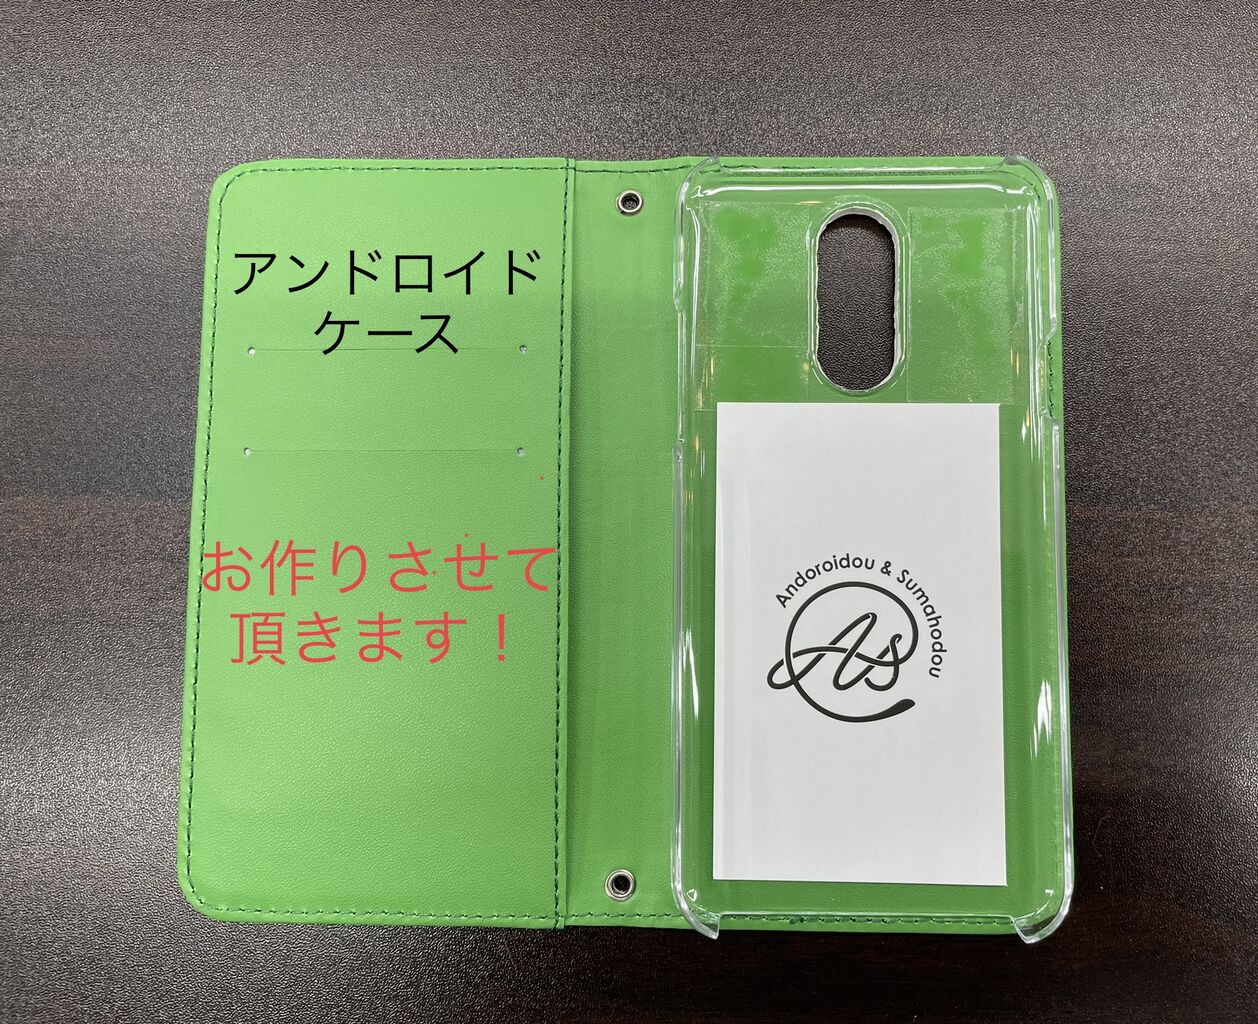 アンドロイド
ケース
お作りさせて
頂きます！
Andoroidou & Sumahodou
As